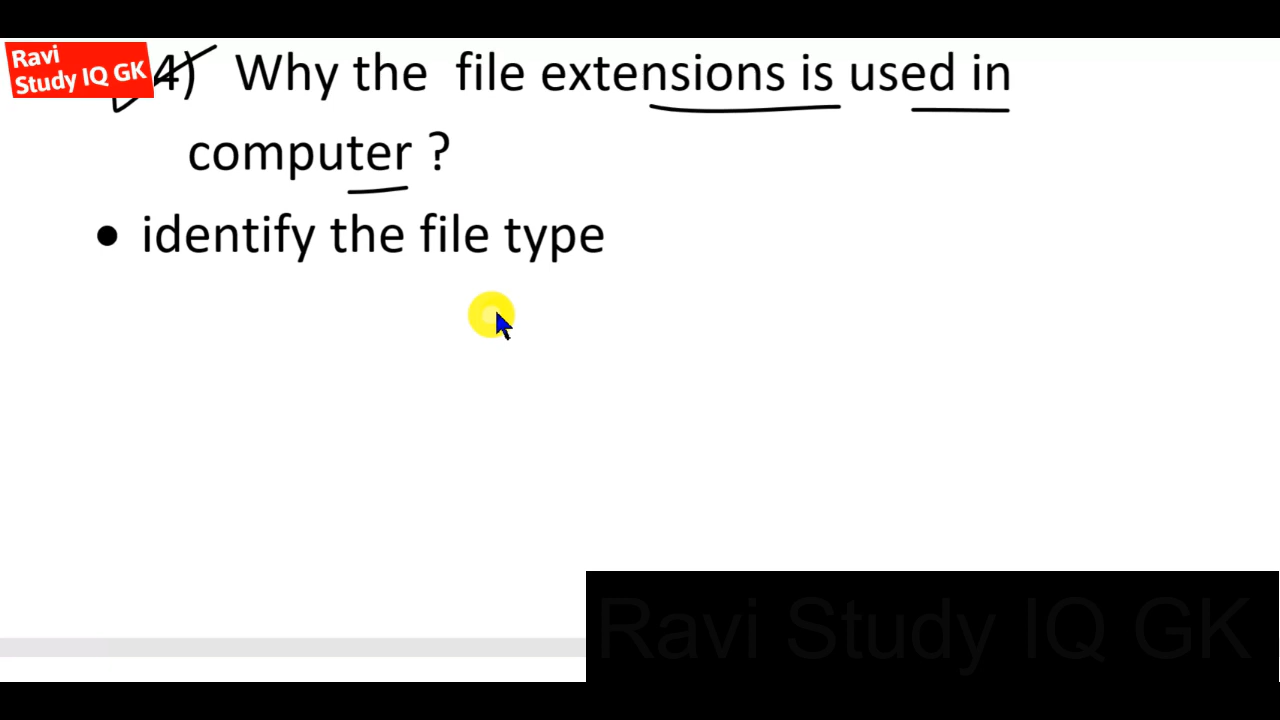 Ravi
Study IQ GK
4) Why the file extensions is used in
computer ?
• identify the file type
Ravi Study IQ GK